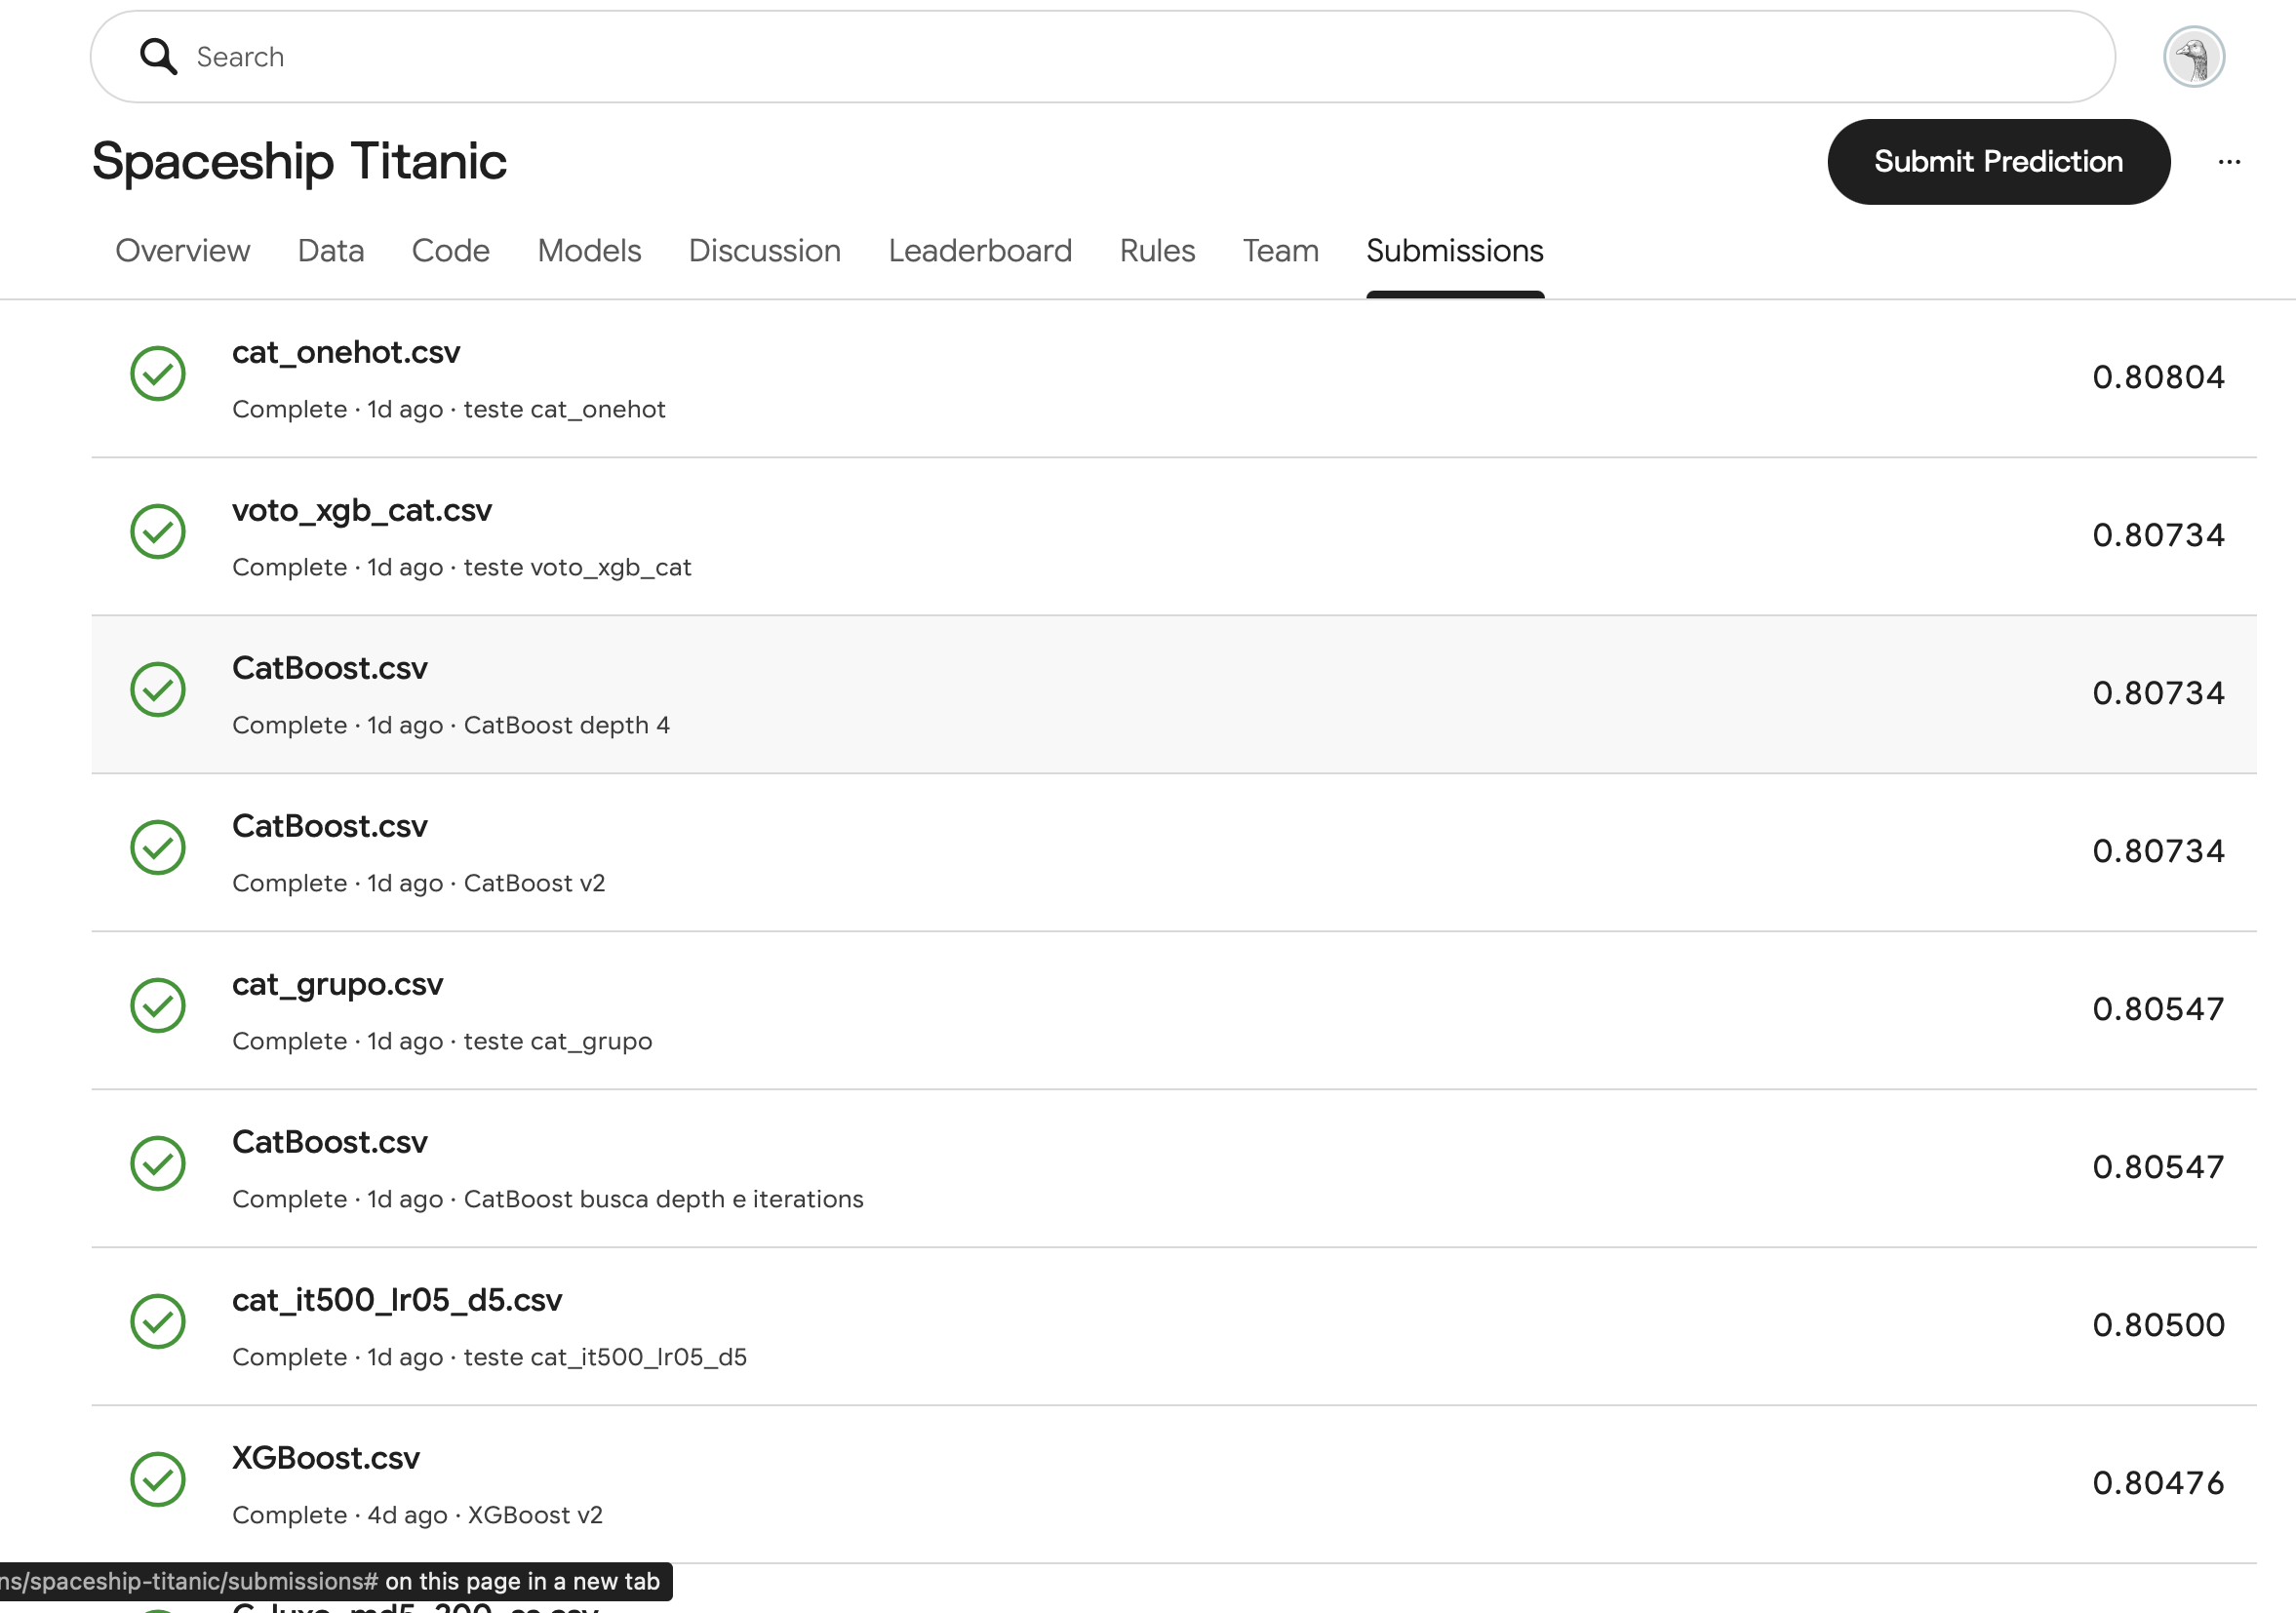 Search
Spaceship Titanic
Submit Prediction
Overview Data Code Models Discussion Leaderboard Rules Team Submissions
cat_onehot.csv
0.80804
Complete · 1d ago · teste cat_onehot
voto_xgb_cat.csv
0.80734
Complete · 1d ago · teste voto_xgb_cat
CatBoost.csv
0.80734
Complete · 1d ago · CatBoost depth 4
CatBoost.csv
0.80734
Complete · 1d ago · CatBoost v2
cat_grupo.csv
0.80547
Complete · 1d ago · teste cat_grupo
CatBoost.csv
0.80547
Complete · 1d ago · CatBoost busca depth e iterations
cat_it500_lr05_d5.csv
0.80500
Complete · 1d ago · teste cat_it500_lr05_d5
XGBoost.csv
0.80476
Complete · 4d ago · XGBoost v2
ns/spaceship-titanic/submissions# on this page in a new tab